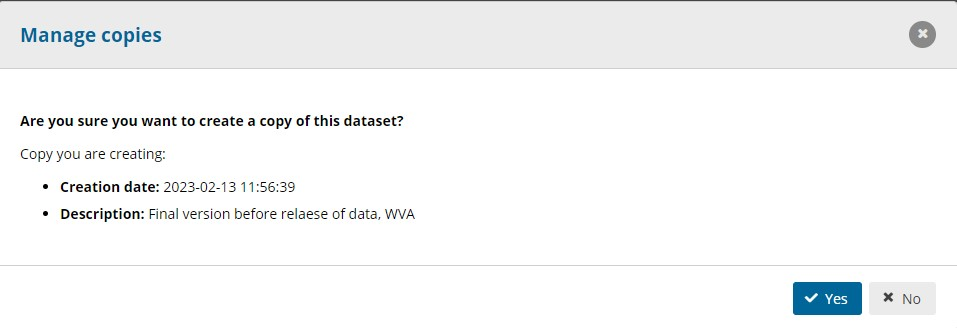 Manage copies
Are you sure you want to create a copy of this dataset?
Copy you are creating:
Creation date: 2023-02-13 11:56:39
Description: Final version before relaese of data, WVA
Yes
No